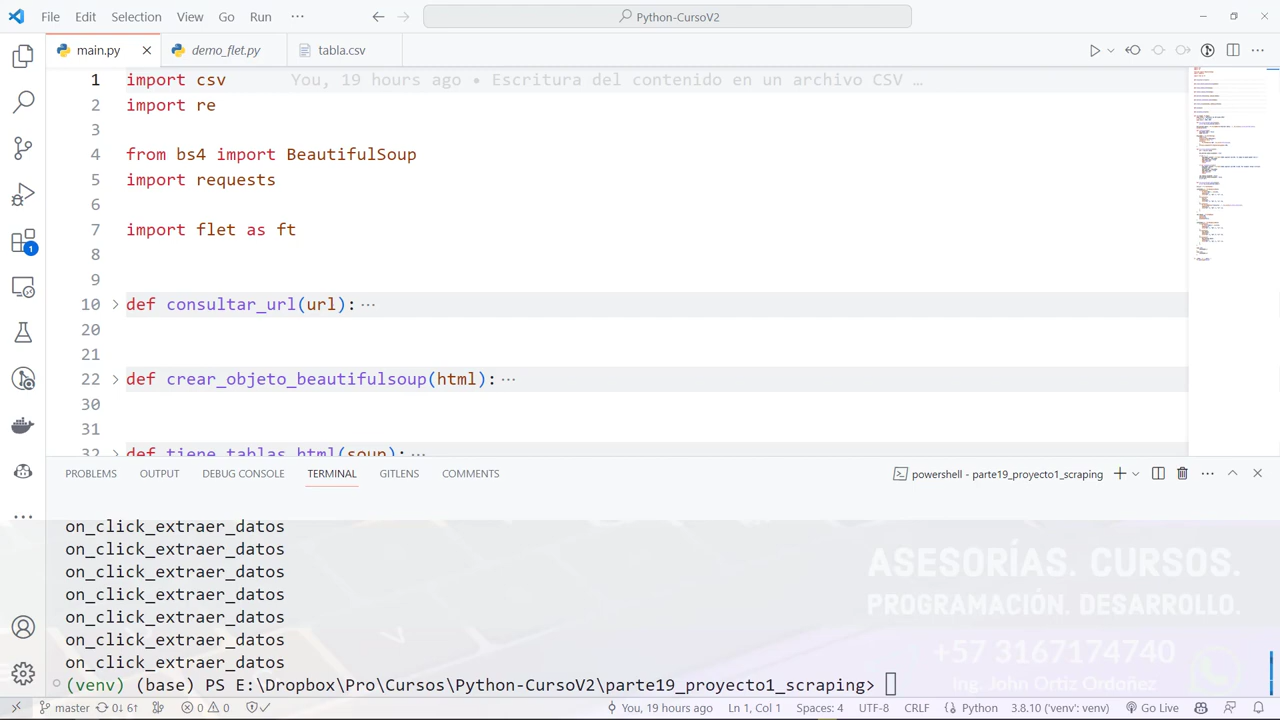 File Edit Selection View Go Run ··· Python-CursoV2
main.py demo_flet.py tabla.csv
1 import csv You, 19 hours ago • Escritura del contenido en un archivo CSV …
2 import re
3
4 from bs4 import BeautifulSoup
5 import requests
6
7 import flet as ft
8
9
10 def consultar_url(url):···
20
21
22 def crear_objeto_beautifulsoup(html):···
30
31
32 def tiene_tablas_html(soup):···
PROBLEMS OUTPUT DEBUG CONSOLE TERMINAL GITLENS COMMENTS powershell - parte19_proyecto1_scraping
on_click_extraer_datos
on_click_extraer_datos
on_click_extraer_datos
on_click_extraer_datos
on_click_extraer_datos
on_click_extraer_datos
on_click_extraer_datos
(venv) (base) PS E:\Dropbox\Pro\Cursos\Python-CursoV2\parte19_proyecto1_scraping>
ASESORÍAS. CURSOS.
PROGRAMACIÓN. DESARROLLO.
Ing. John Ortiz Ordoñez
1
master 0↓ 6↑ 0 0 You, 19 hours ago Ln 1, Col 1 Spaces: 4 UTF-8 CRLF Python 3.8.10 ('venv': venv) Go Live